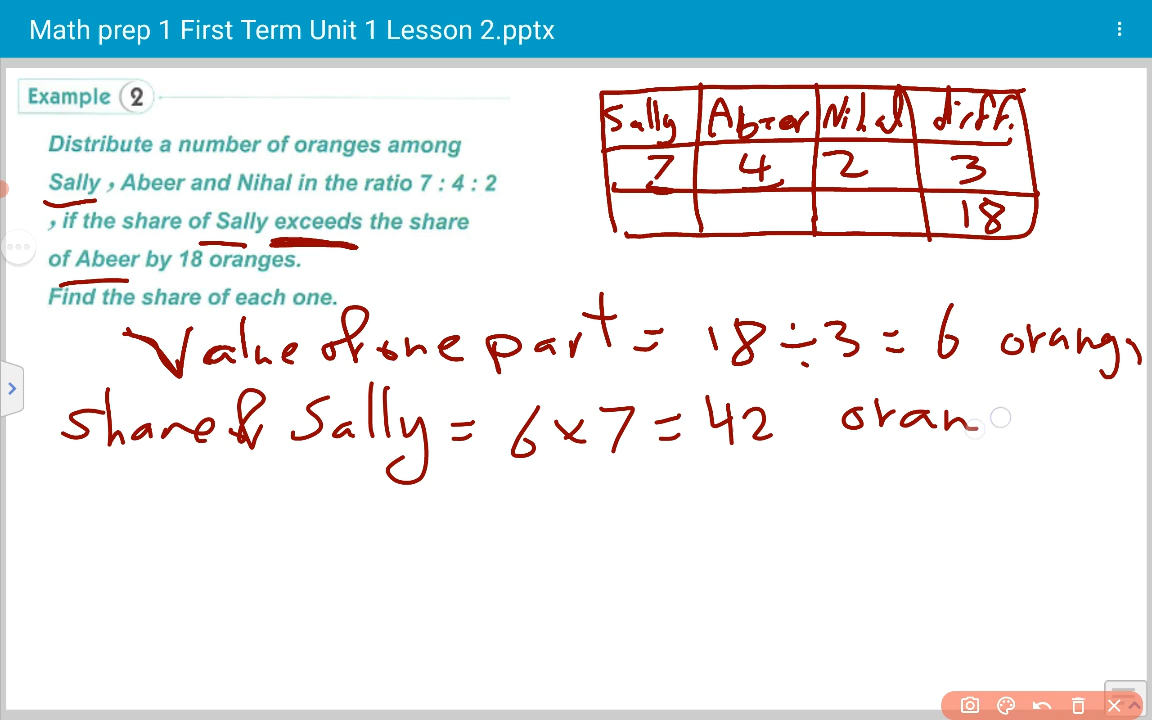 Math prep 1 First Term Unit 1 Lesson 2.pptx
Example 2
Distribute a number of oranges among
Sally , Abeer and Nihal in the ratio 7 : 4 : 2
, if the share of Sally exceeds the share
of Abeer by 18 oranges.
Find the share of each one.
Sally Abeer Nihal diff.
7 4 2 3
18
Value of one part = 18 ÷ 3 = 6 orang,
share of Sally = 6 × 7 = 42 oran